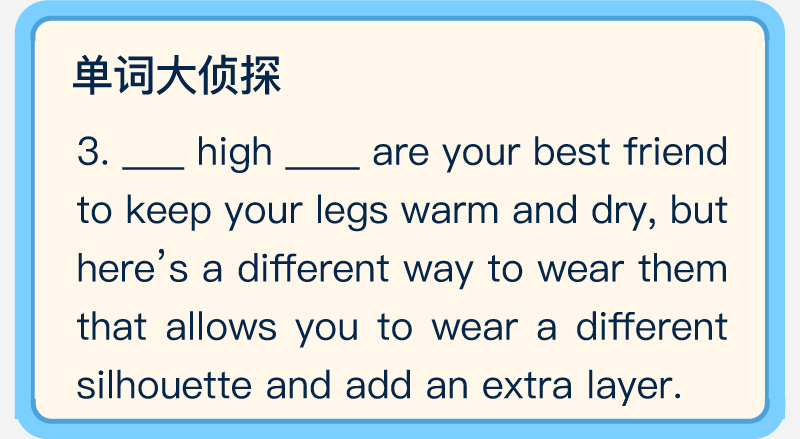 单词大侦探
3. ___ high ____ are your best friend
to keep your legs warm and dry, but
here’s a different way to wear them
that allows you to wear a different
silhouette and add an extra layer.